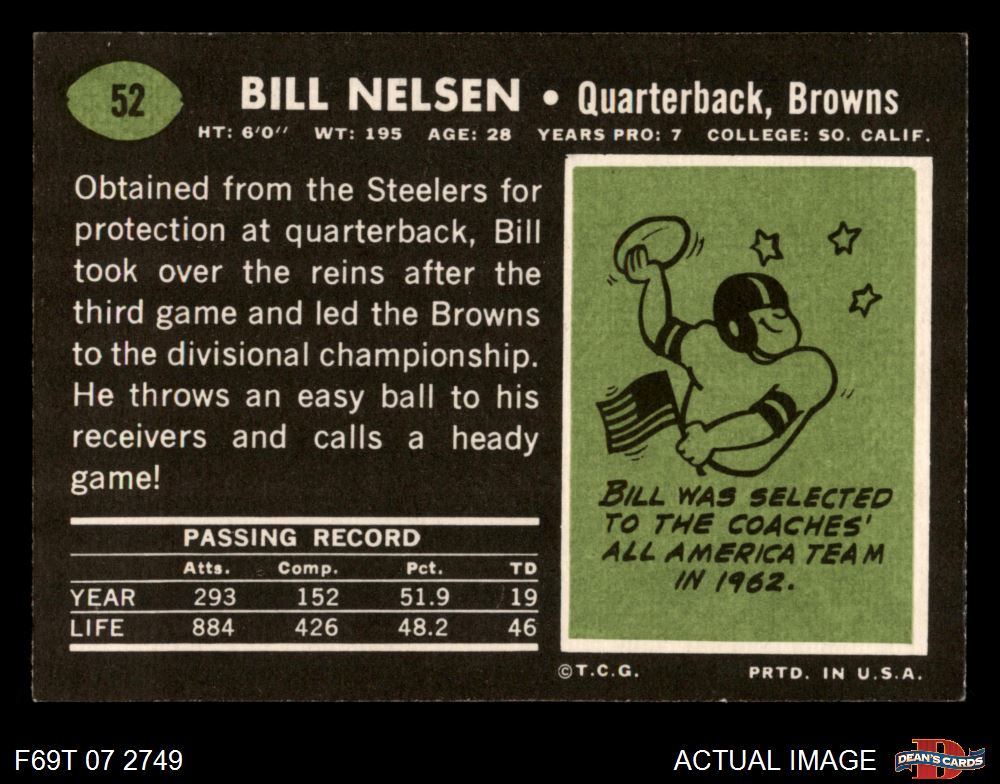 52
BILL NELSEN • Quarterback, Browns
HT: 6'0" WT: 195 AGE: 28 YEARS PRO: 7 COLLEGE: SO. CALIF.
Obtained from the Steelers for
protection at quarterback, Bill
took over the reins after the
third game and led the Browns
to the divisional championship.
He throws an easy ball to his
receivers and calls a heady
game!
PASSING RECORD
Atts. Comp. Pct. TD
YEAR 293 152 51.9 19
LIFE 884 426 48.2 46
BILL WAS SELECTED
TO THE COACHES'
ALL AMERICA TEAM
IN 1962.
©T.C.G. PRTD. IN U.S.A.
F69T 07 2749 ACTUAL IMAGE
D
DEAN'S CARDS